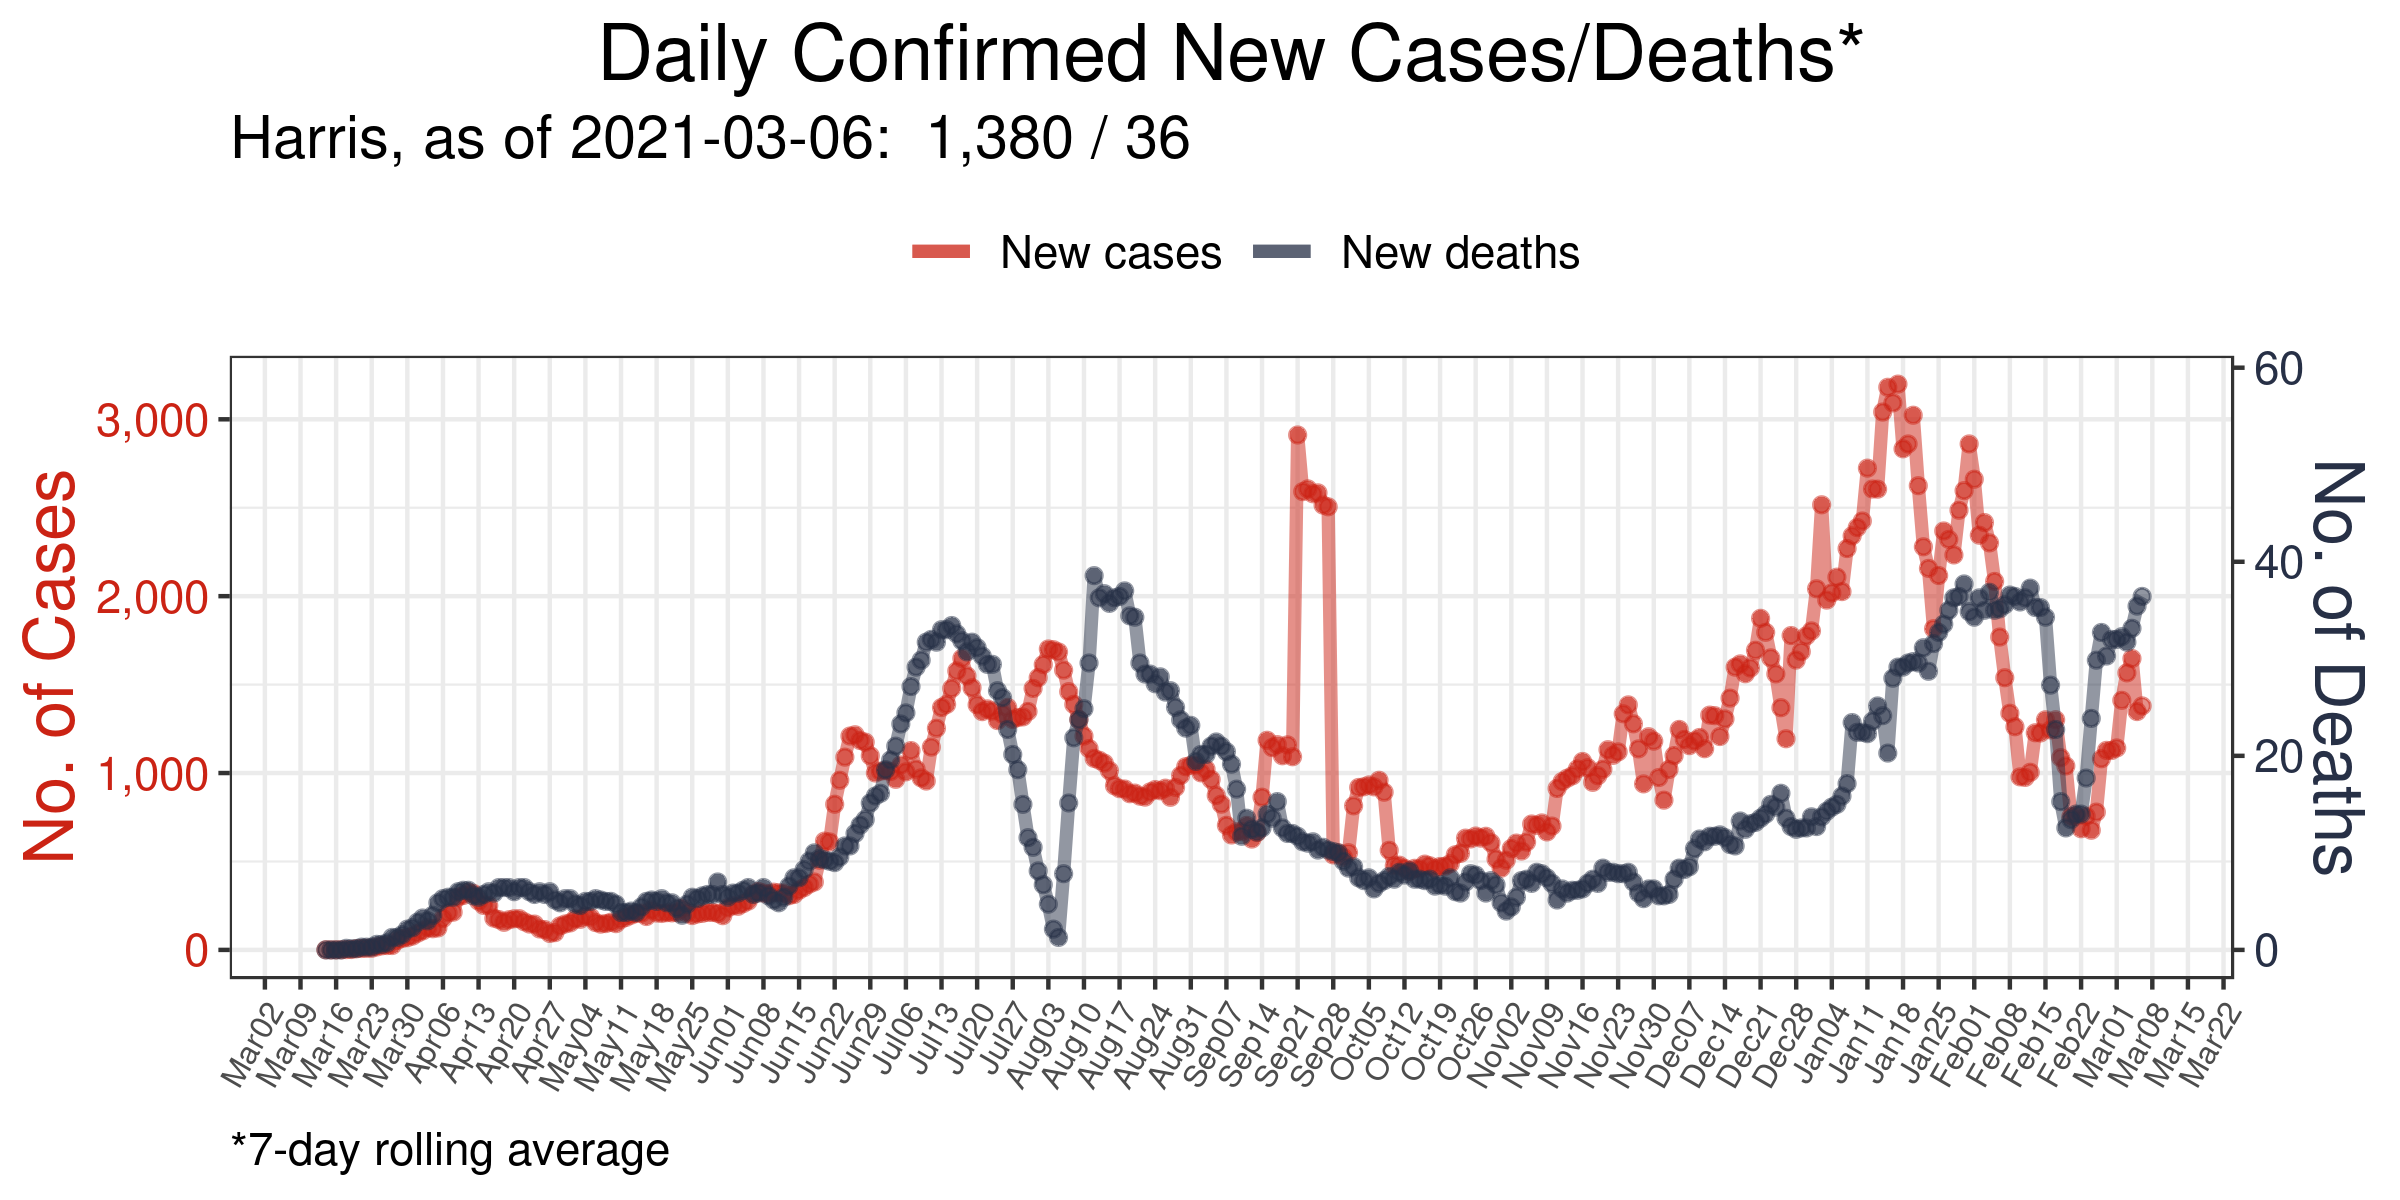 Daily Confirmed New Cases/Deaths*
Harris, as of 2021-03-06:  1,380 / 36
New cases
New deaths
No. of Cases
3,000
2,000
1,000
0
60
40
20
0
No. of Deaths
Mar02
Mar09
Mar16
Mar23
Mar30
Apr06
Apr13
Apr20
Apr27
May04
May11
May18
May25
Jun01
Jun08
Jun15
Jun22
Jun29
Jul06
Jul13
Jul20
Jul27
Aug03
Aug10
Aug17
Aug24
Aug31
Sep07
Sep14
Sep21
Sep28
Oct05
Oct12
Oct19
Oct26
Nov02
Nov09
Nov16
Nov23
Nov30
Dec07
Dec14
Dec21
Dec28
Jan04
Jan11
Jan18
Jan25
Feb01
Feb08
Feb15
Feb22
Mar01
Mar08
Mar15
Mar22
*7-day rolling average